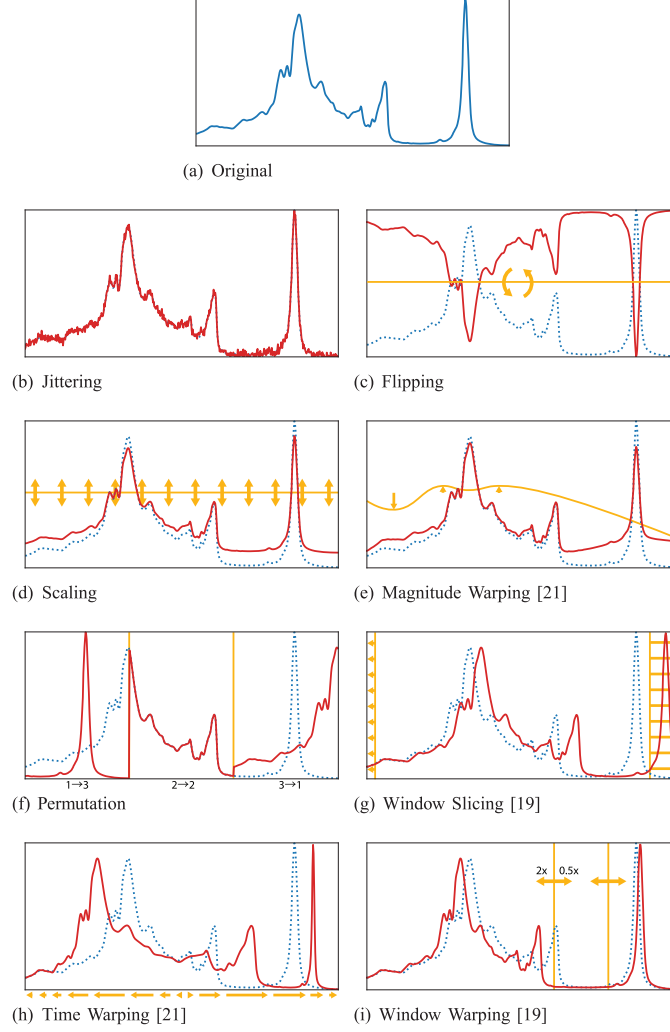 (a) Original
(b) Jittering
(c) Flipping
(d) Scaling
(e) Magnitude Warping [21]
1→3 2→2 3→1
(f) Permutation
(g) Window Slicing [19]
2x 0.5x
(h) Time Warping [21]
(i) Window Warping [19]